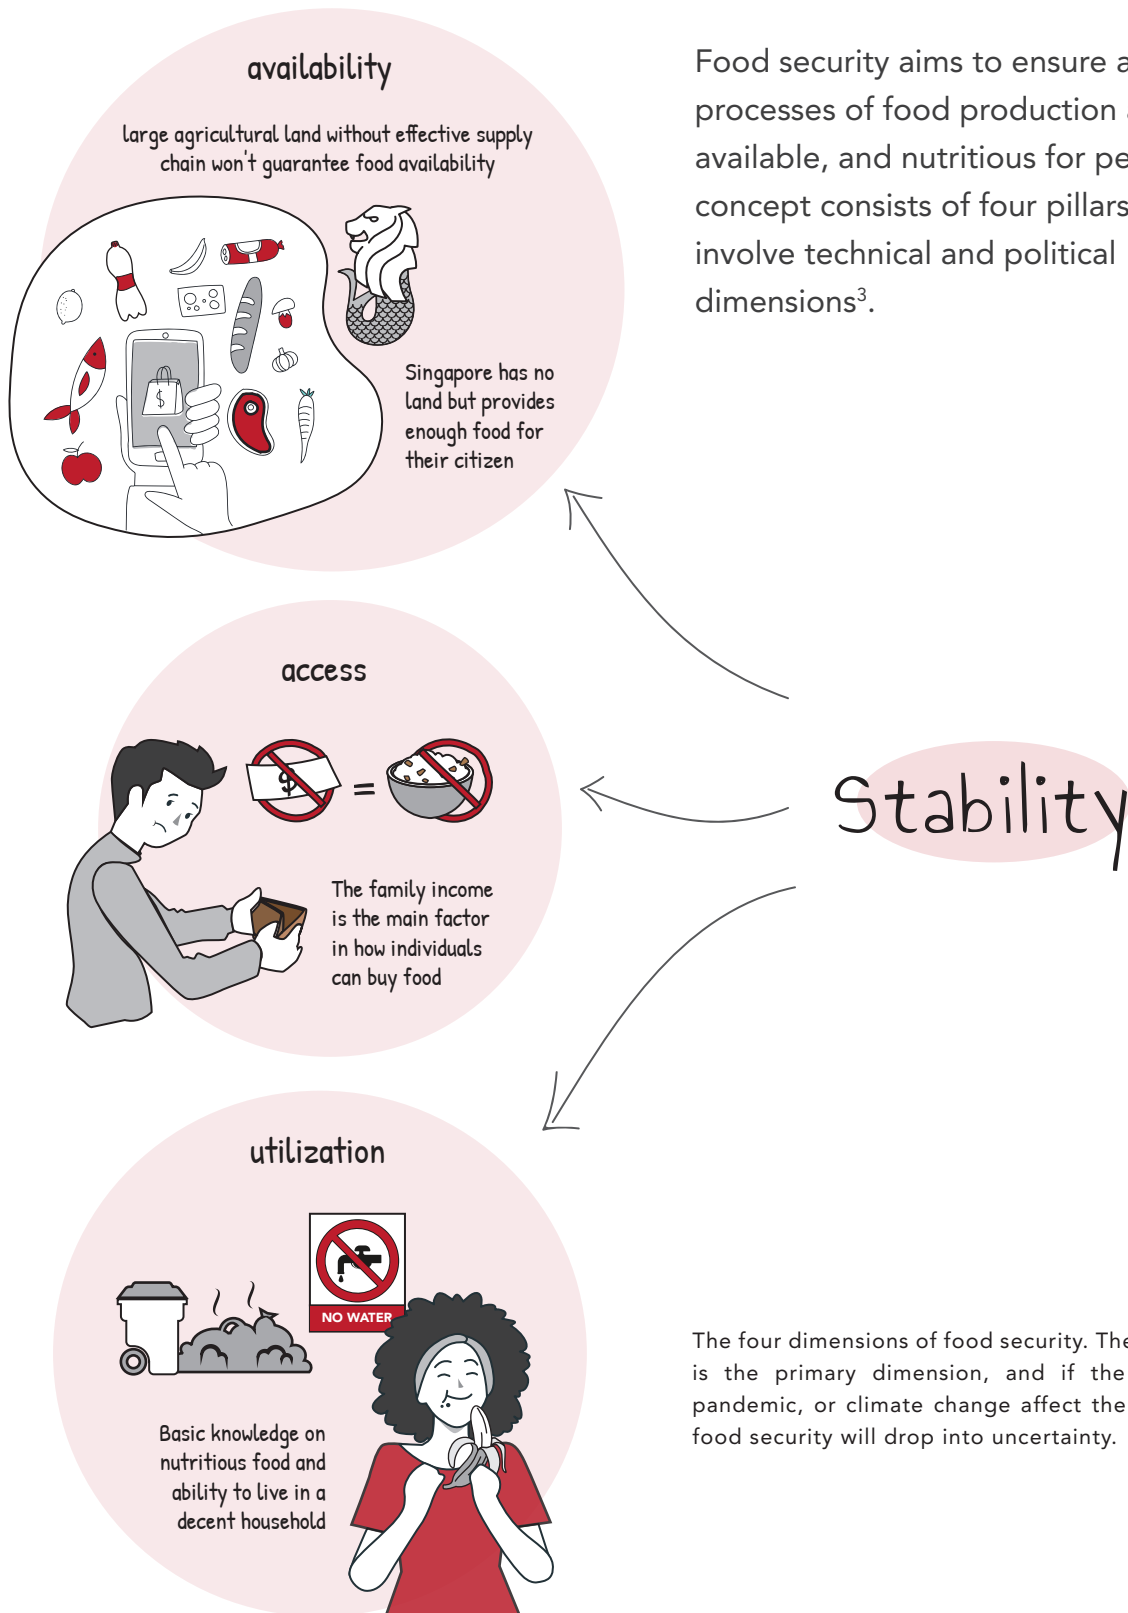 availability
large agricultural land without effective supply
chain won't guarantee food availability
$
Singapore has no
land but provides
enough food for
their citizen
Food security aims to ensure a
processes of food production
available, and nutritious for pe
concept consists of four pillars
involve technical and political
dimensions³.
access
$
=
The family income
is the main factor
in how individuals
can buy food
Stability
utilization
NO WATER
Basic knowledge on
nutritious food and
ability to live in a
decent household
The four dimensions of food security. The
is the primary dimension, and if the
pandemic, or climate change affect the
food security will drop into uncertainty.